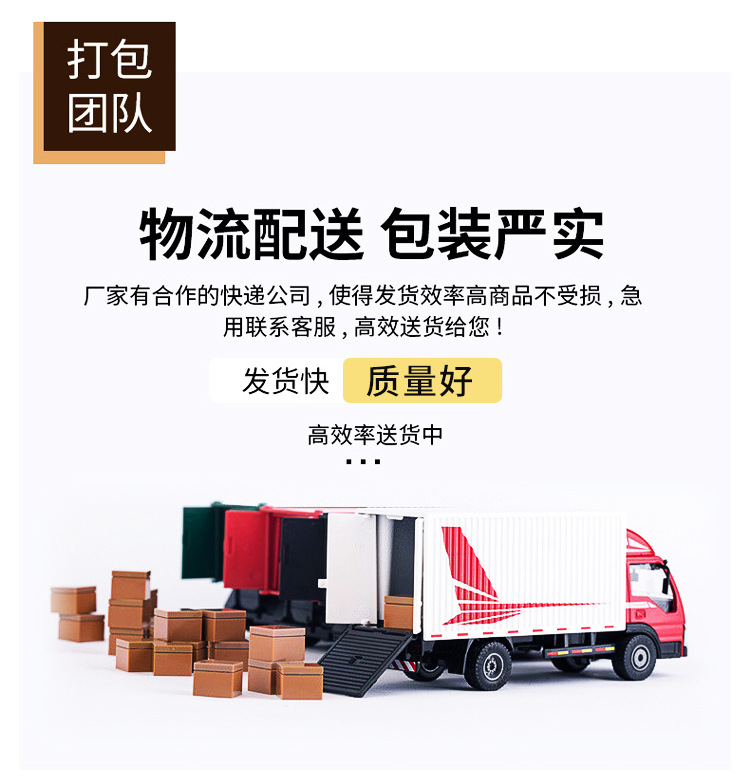 打包
团队
物流配送 包装严实
厂家有合作的快递公司，使得发货效率高商品不受损，急
用联系客服，高效送货给您！
发货快 质量好
高效率送货中
...